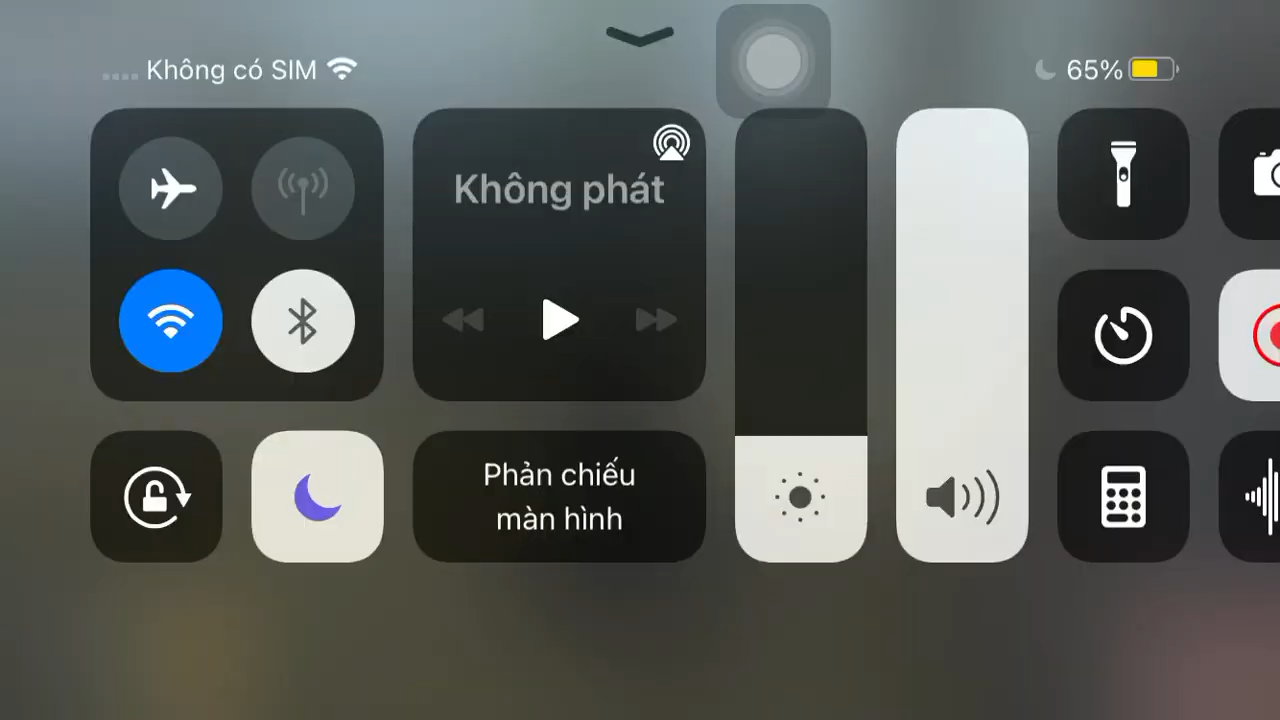 Không có SIM
65%
Không phát
Phản chiếu
màn hình